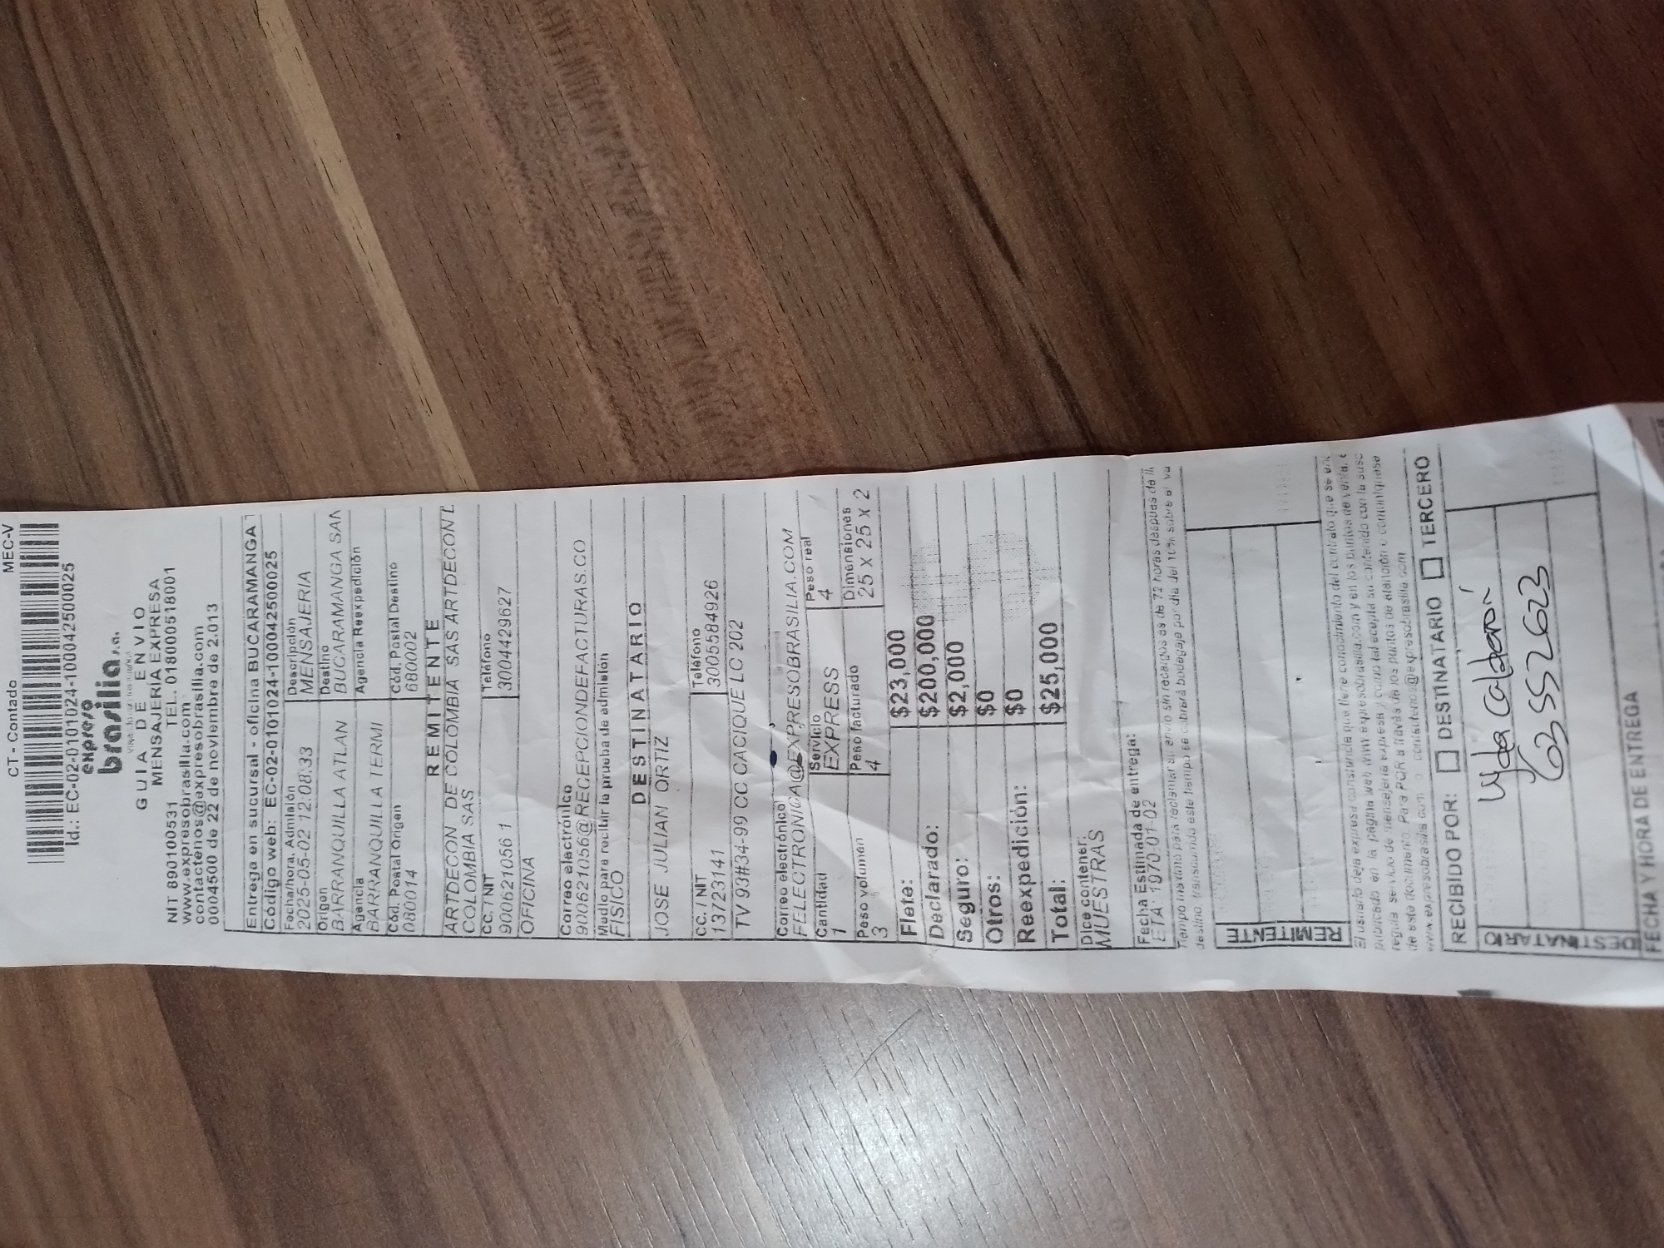 CT - Contado MEC-V
Id.: EC-02-0101024-100042500025
expreso
brasilia s.a.
GUIA DE ENVIO
MENSAJERIA EXPRESA
NIT 89010053 1 TEL.. 018000516001
www.expresobrasilia.com
contactenos@expresobrasilia.com
0004500 de 22 de noviembre de 2.013
Entrega en sucursal - oficina BUCARAMANGA
Código web: EC-02-0101024-100042500025
Fecha/hora. Admisión Descripción
2025-05-02 12:08:33 MENSAJERIA
Origen Destino
BARRANQUILLA ATLAN BUCARAMANGA SAN
Agencia Agencia Reexpedición
BARRANQUILLA TERMI
Cód. Postal Origen Cód. Postal Destino
080014 680002
REMITENTE
ARTDECON DE COLOMBIA SAS ARTDECON D
COLOMBIA SAS
CC. / NIT Teléfono
900621056 1 3004429627
OFICINA
Correo electrónico
900621056@RECEPCIONDEFACTURAS.CO
Medio para recibir la prueba de admisión
FISICO
DESTINATARIO
JOSE JULIAN ORTIZ
CC. / NIT Teléfono
13723141 3005584926
TV 93#34-99 CC CACIQUE LC 202
Correo electrónico
FELECTRONICA@EXPRESOBRASILIA.COM
Cantidad Servicio Peso real
1 EXPRESS 4
Peso volumen Peso facturado Dimensiones
3 4 25 x 25 x 2
Flete: $23,000
Declarado: $200,000
Seguro: $2,000
Otros: $0
Reexpedición: $0
Total: $25,000
Dice contener:
MUESTRAS
Fecha Estimada de entrega:
ETA: 1970-01-02
REMITENTE
RECIBIDO POR: DESTINATARIO TERCERO
DESTINATARIO
Calderón
63552623
FECHA Y HORA DE ENTREGA